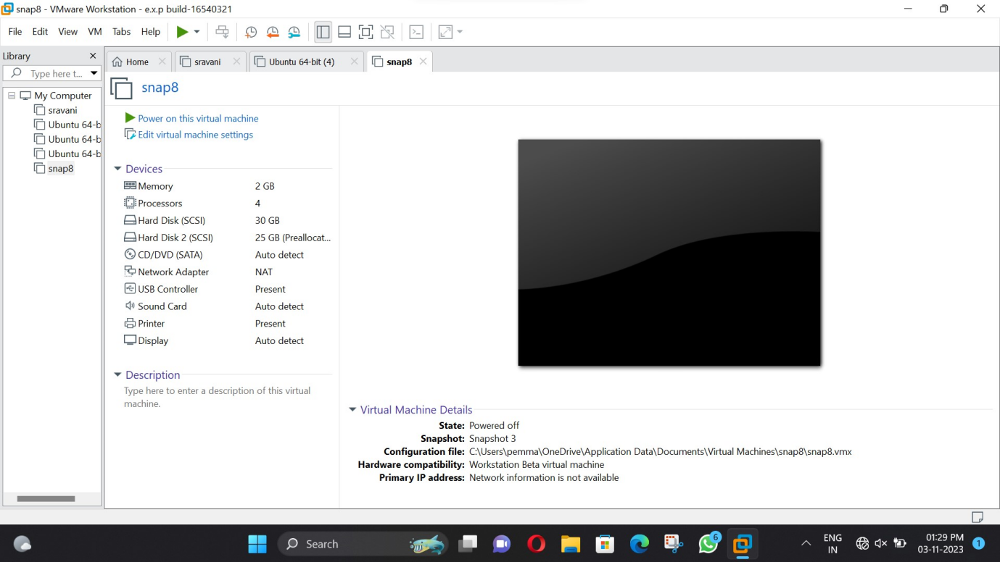 snap8 - VMware Workstation - e.x.p build-16540321
File Edit View VM Tabs Help
Library
Type here t...
My Computer
sravani
Ubuntu 64-b
Ubuntu 64-b
Ubuntu 64-b
snap8
Home sravani Ubuntu 64-bit (4) snap8
snap8
Power on this virtual machine
Edit virtual machine settings
Devices
Memory 2 GB
Processors 4
Hard Disk (SCSI) 30 GB
Hard Disk 2 (SCSI) 25 GB (Preallocat...
CD/DVD (SATA) Auto detect
Network Adapter NAT
USB Controller Present
Sound Card Auto detect
Printer Present
Display Auto detect
Description
Type here to enter a description of this virtual
machine.
Virtual Machine Details
State: Powered off
Snapshot: Snapshot 3
Configuration file: C:\Users\pemma\OneDrive\Application Data\Documents\Virtual Machines\snap8\snap8.vmx
Hardware compatibility: Workstation Beta virtual machine
Primary IP address: Network information is not available
Search
6
ENG
IN
01:29 PM
03-11-2023
1